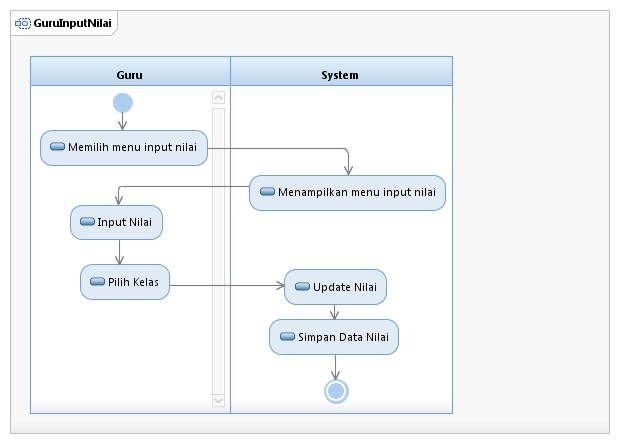 GuruInputNilai
Guru
System
Memilih menu input nilai
Menampilkan menu input nilai
Input Nilai
Pilih Kelas
Update Nilai
Simpan Data Nilai